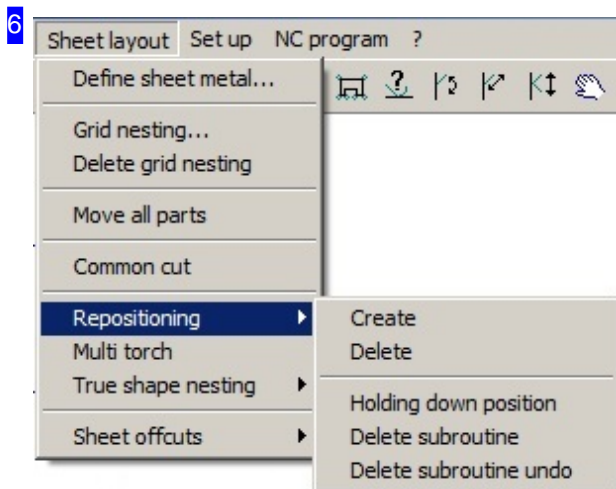 6
Sheet layout Set up NC program ?
Define sheet metal...
Grid nesting...
Delete grid nesting
Move all parts
Common cut
Repositioning
Multi torch
True shape nesting
Sheet offcuts
Create
Delete
Holding down position
Delete subroutine
Delete subroutine undo